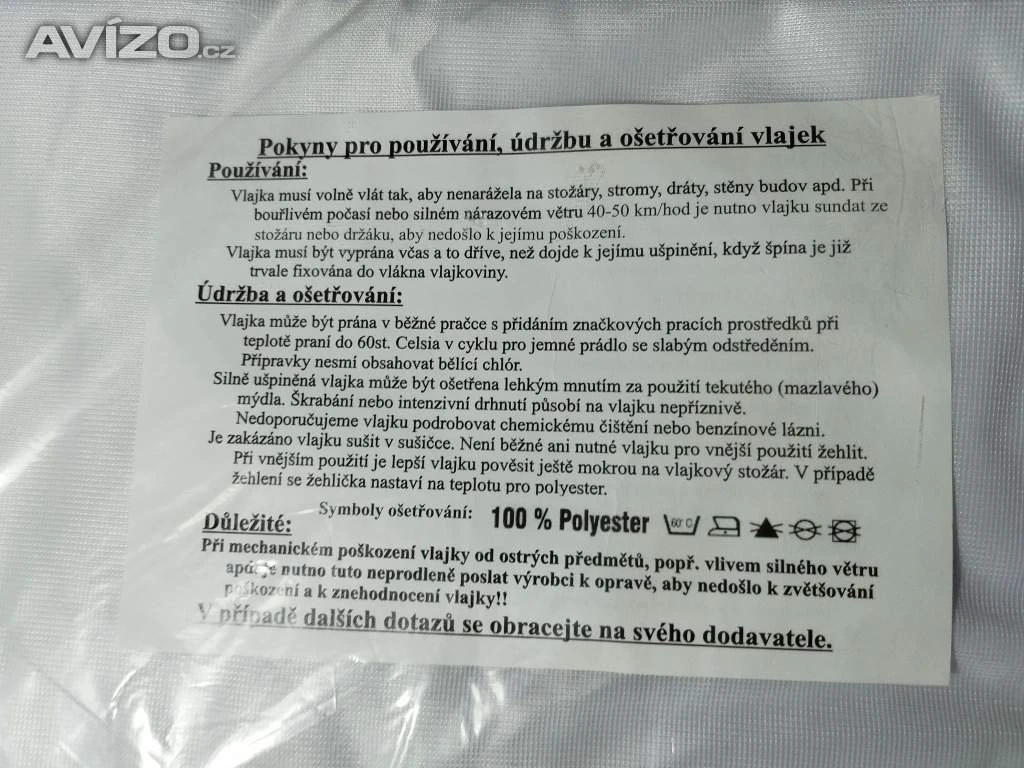 AVÍZO.cz
Pokyny pro používání, údržbu a ošetřování vlajek
Používání:
Vlajka musí volně vlát tak, aby nenarážela na stožáry, stromy, dráty, stěny budov apd. Při
bouřlivém počasí nebo silném nárazovém větru 40-50 km/hod je nutno vlajku sundat ze
stožáru nebo držáku, aby nedošlo k jejímu poškození.
Vlajka musí být vyprána včas a to dříve, než dojde k jejímu ušpinění, když špína je již
trvale fixována do vlákna vlajkoviny.
Údržba a ošetřování:
Vlajka může být prána v běžné pračce s přidáním značkových pracích prostředků při
teplotě praní do 60st. Celsia v cyklu pro jemné prádlo se slabým odstředěním.
Přípravky nesmí obsahovat bělící chlór.
Silně ušpiněná vlajka může být ošetřena lehkým mnutím za použití tekutého (mazlavého)
mýdla. Škrabání nebo intenzivní drhnutí působí na vlajku nepříznivě.
Nedoporučujeme vlajku podrobovat chemickému čištění nebo benzínové lázni.
Je zakázáno vlajku sušit v sušičce. Není běžné ani nutné vlajku pro vnější použití žehlit.
Při vnějším použití je lepší vlajku pověsit ještě mokrou na vlajkový stožár. V případě
žehlení se žehlička nastaví na teplotu pro polyester.
Symboly ošetřování: 100 % Polyester 60°C
Důležité:
Při mechanickém poškození vlajky od ostrých předmětů, popř. vlivem silného větru
apd. je nutno tuto neprodleně poslat výrobci k opravě, aby nedošlo k zvětšování
poškození a k znehodnocení vlajky!!
V případě dalších dotazů se obracejte na svého dodavatele.